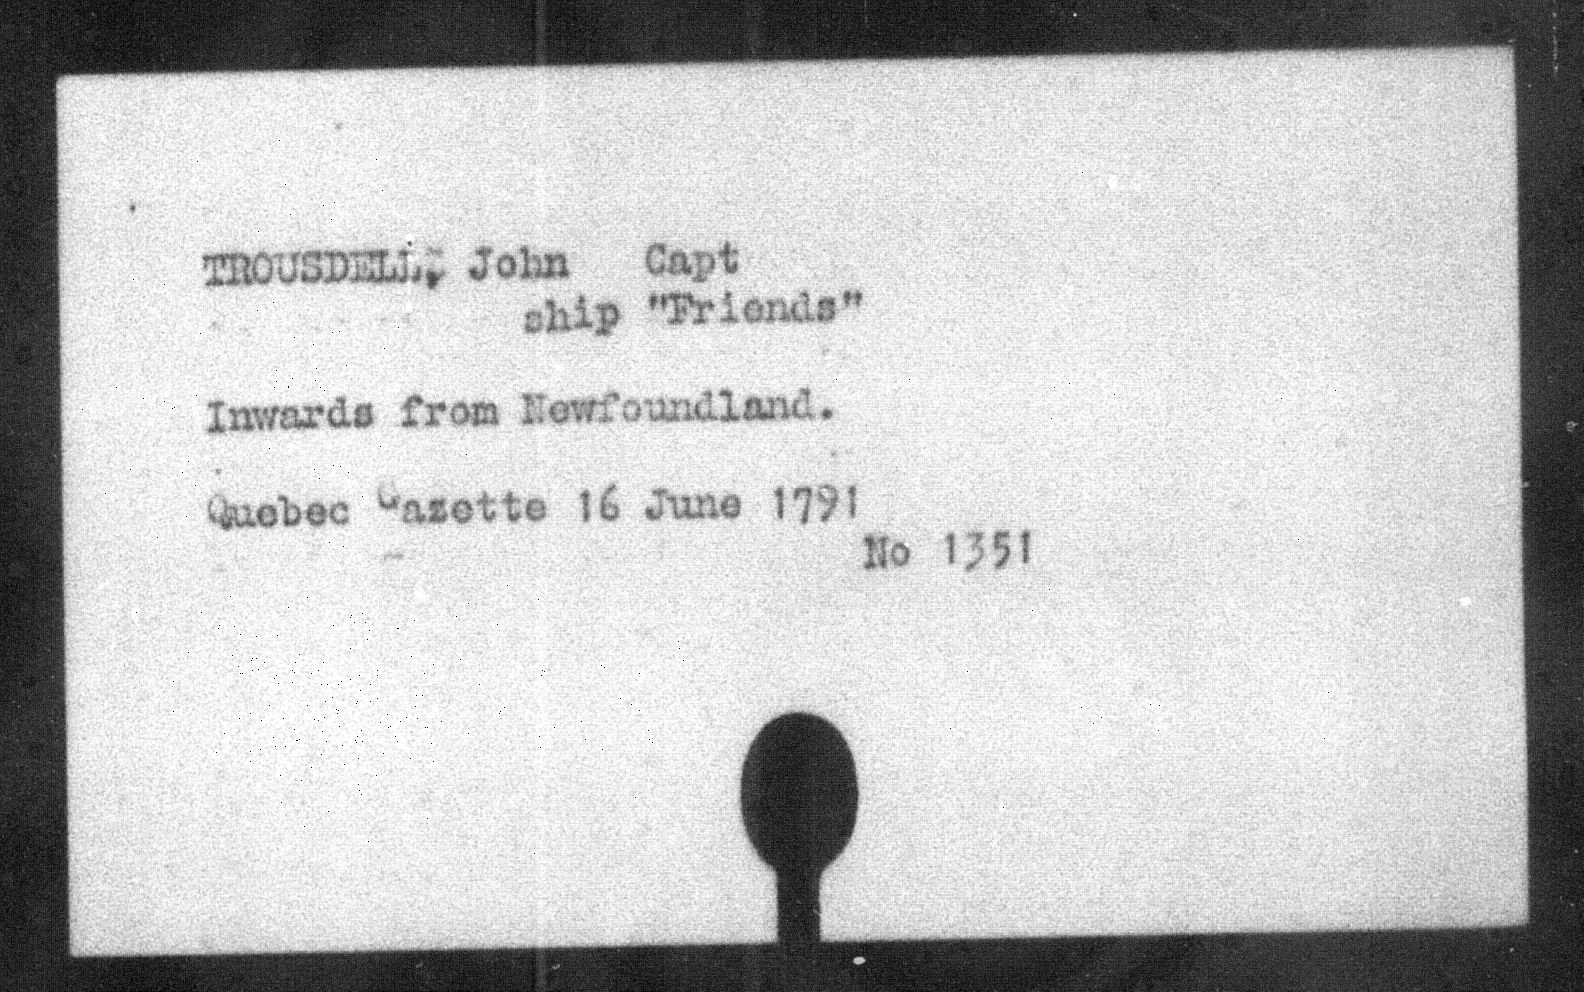 TROUSDELL, John Capt
ship "Friends"
Inwards from Newfoundland.
Quebec Gazette 16 June 1791
No 1351